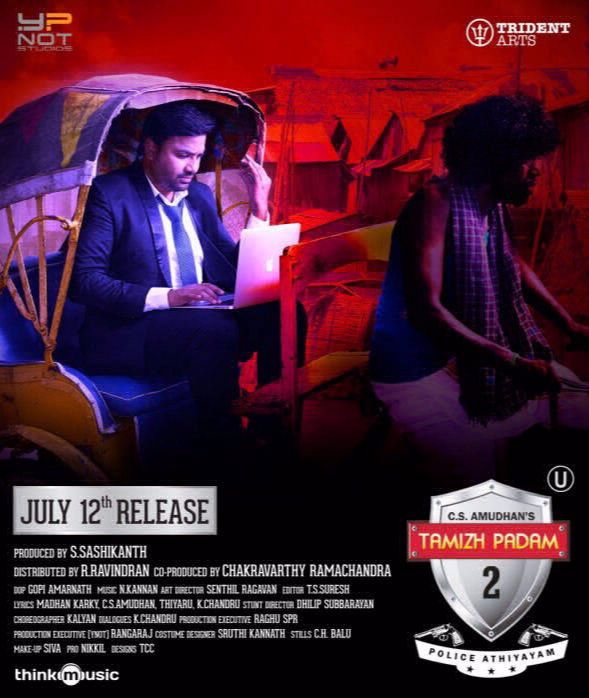 YP
NOT
STUDIOS
TRIDENT
ARTS
U
JULY 12th RELEASE
C.S. AMUDHAN'S
TAMIZH PADAM
2
POLICE ATHIYAYAM
PRODUCED BY S.SASHIKANTH
DISTRIBUTED BY R.RAVINDRAN CO-PRODUCED BY CHAKRAVARTHY RAMACHANDRA
DOP GOPI AMARNATH MUSIC N.KANNAN ART DIRECTOR SENTHIL RAGAVAN EDITOR T.S.SURESH
LYRICS MADHAN KARKY, C.S.AMUDHAN, THIYARU, K.CHANDRU STUNT DIRECTOR DHILIP SUBBARAYAN
CHOREOGRAPHER KALYAN DIALOGUES K.CHANDRU PRODUCTION EXECUTIVE RAGHU SPR
PRODUCTION EXECUTIVE [YNOT] RANGARAJ COSTUME DESIGNER SRUTHI KANNATH STILLS C.H. BALU
MAKE-UP SIVA PRO NIKKIL DESIGNS TCC
think music